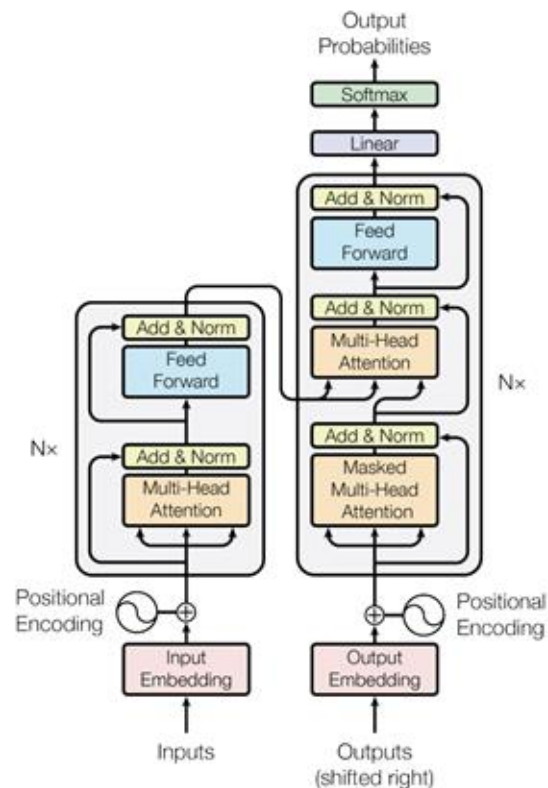 Output
Probabilities
Softmax
Linear
Add & Norm
Feed
Forward
Add & Norm
Multi-Head
Attention
Nx
Add & Norm
Masked
Multi-Head
Attention
Add & Norm
Feed
Forward
Nx
Add & Norm
Multi-Head
Attention
Positional
Encoding
Positional
Encoding
Input
Embedding
Output
Embedding
Inputs
Outputs
(shifted right)